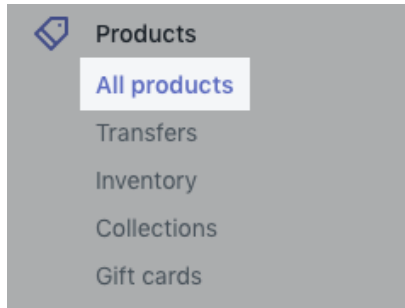 Products
All products
Transfers
Inventory
Collections
Gift cards